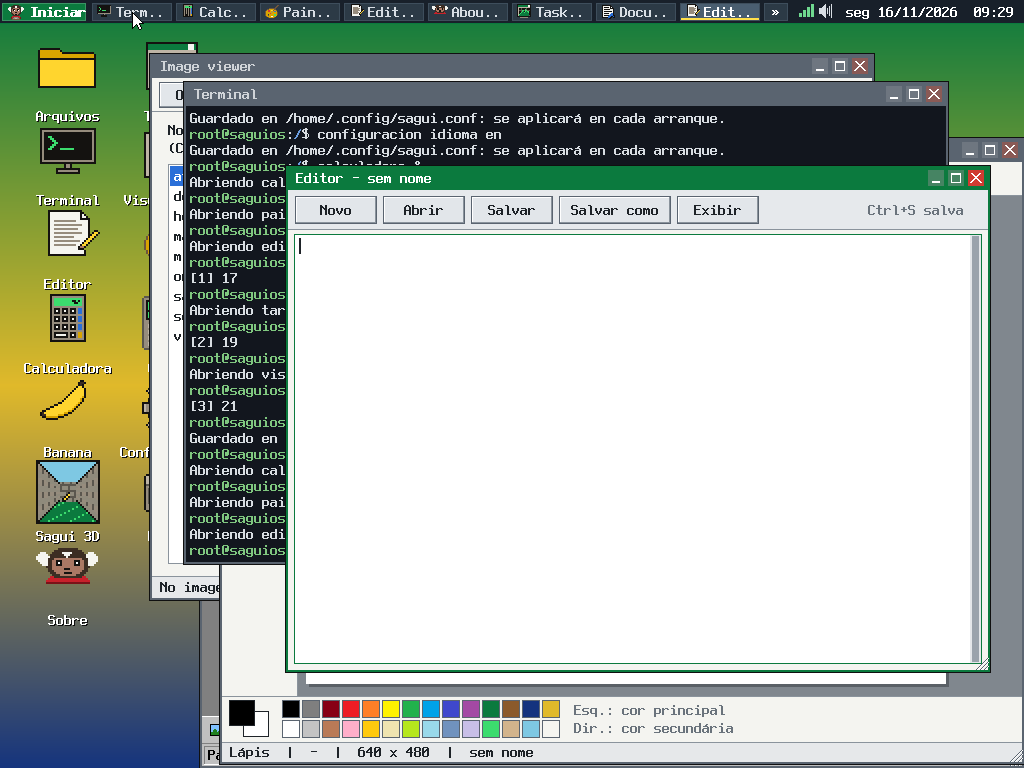 Iniciar Term.. Calc.. Pain.. Edit.. Abou.. Task.. Docu.. Edit.. » seg 16/11/2026 09:29
Image viewer
Terminal
Guardado en /home/.config/sagui.conf: se aplicará en cada arranque.
root@saguios:/$ configuracion idioma en
Guardado en /home/.config/sagui.conf: se aplicará en cada arranque.
root@saguios:/$ calculadora &
Abriendo cal
root@saguios
Abriendo pai
root@saguios
Abriendo edi
root@saguios
[1] 17
root@saguios
Abriendo tar
root@saguios
[2] 19
root@saguios
Abriendo vis
root@saguios
[3] 21
root@saguios
Guardado en
root@saguios
Abriendo cal
root@saguios
Abriendo pai
root@saguios
Abriendo edi
root@saguios
Editor - sem nome
Novo Abrir Salvar Salvar como Exibir Ctrl+S salva
Arquivos
Terminal
Editor
Calculadora
Banana
Sagui 3D
Sobre
No image
Esq.: cor principal
Dir.: cor secundária
Lápis | - | 640 x 480 | sem nome